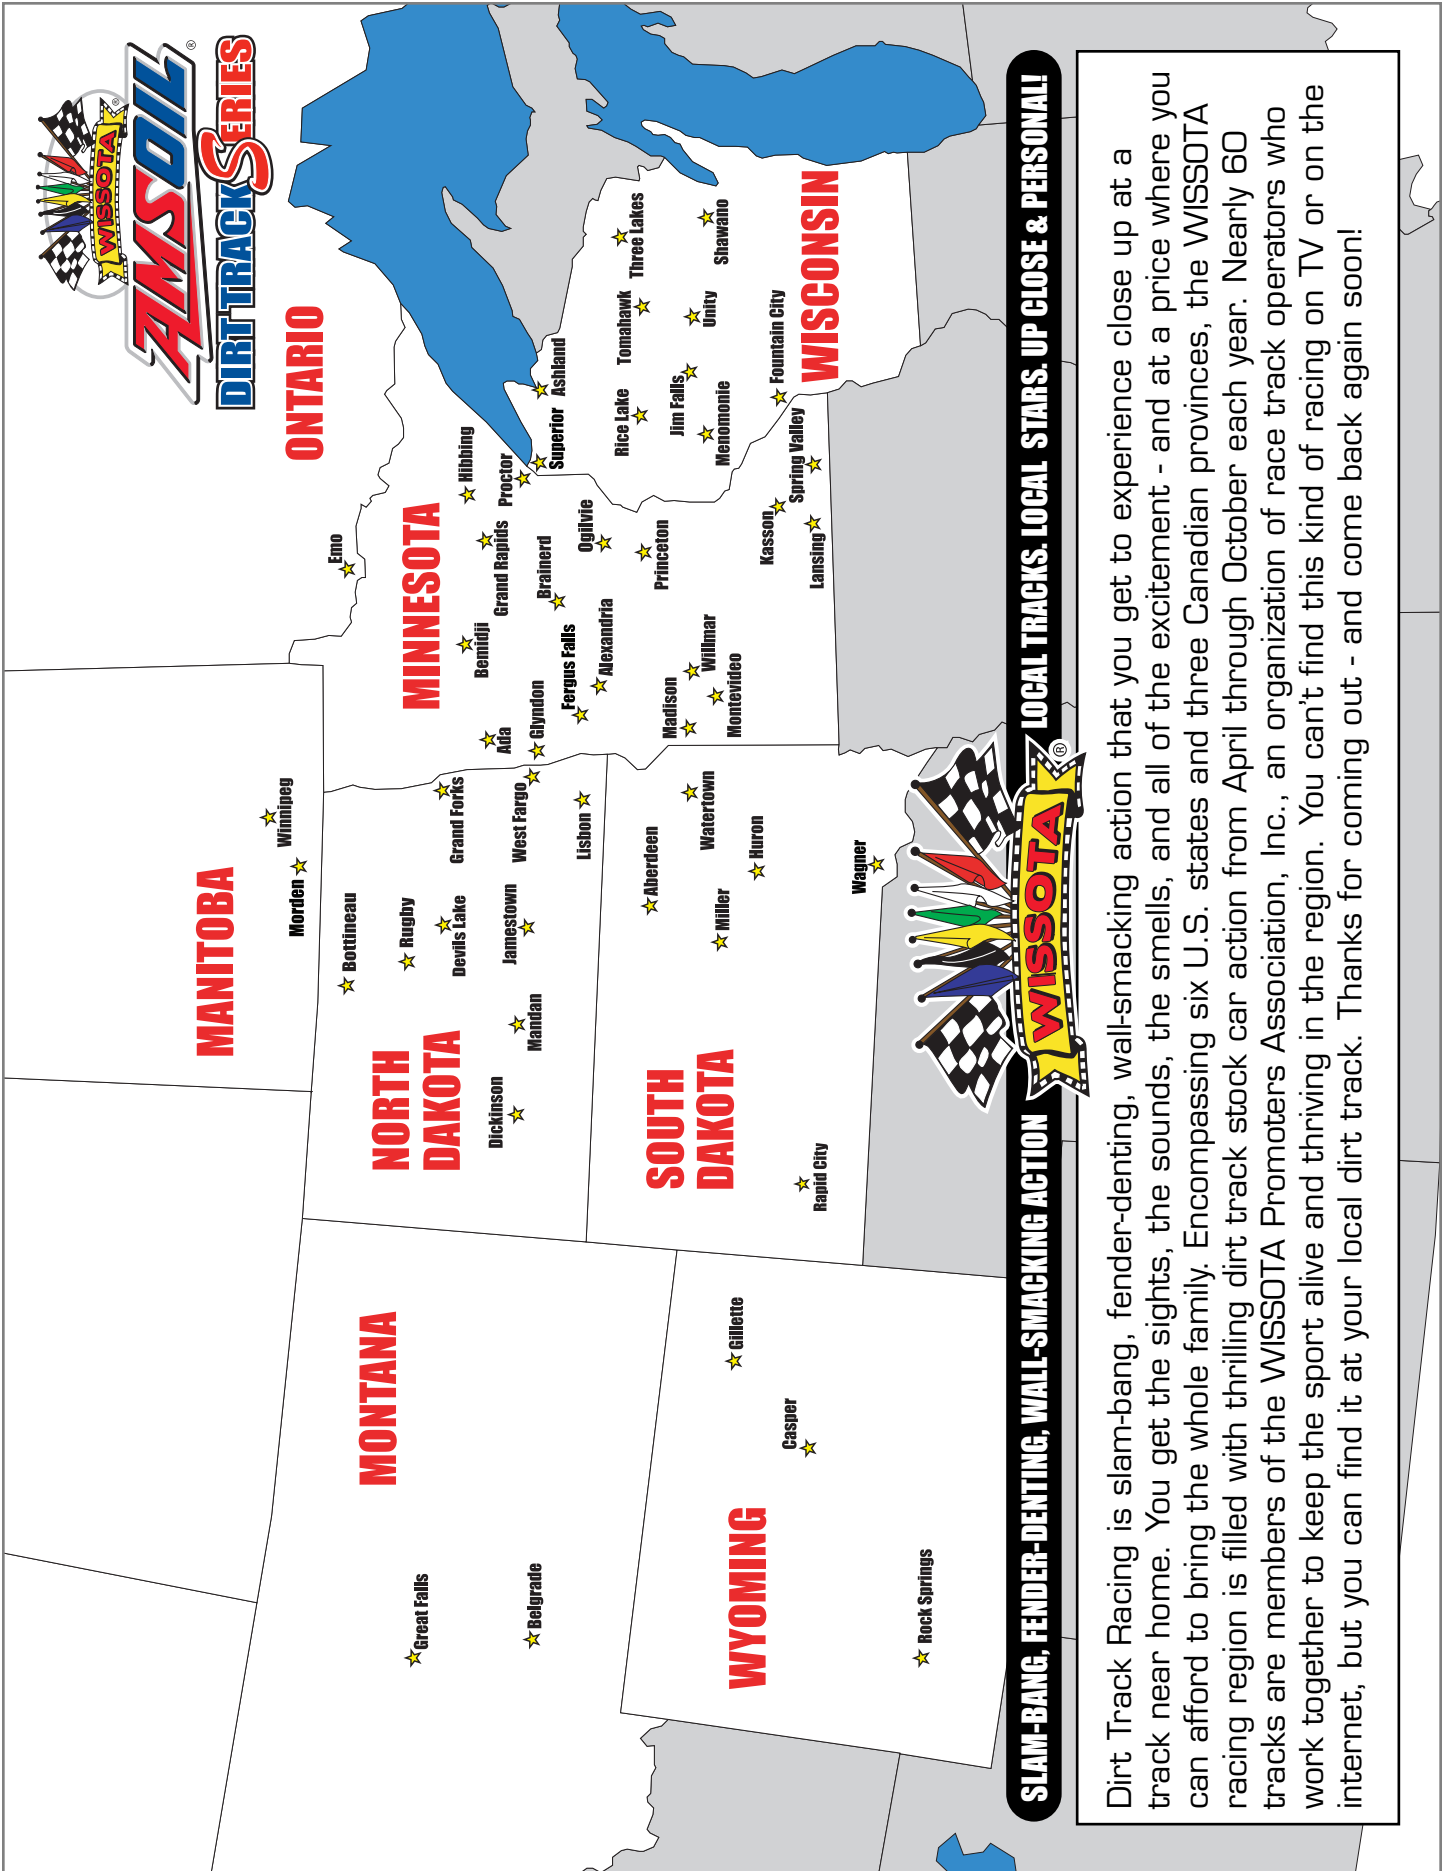 WISSOTA
®
AMSOIL
®
DIRT TRACK SERIES
ONTARIO
Emo
MANITOBA
Winnipeg
Morden
MINNESOTA
Hibbing
Proctor
Grand Rapids
Bemidji
Brainerd
Ogilvie
Princeton
Fergus Falls
Alexandria
Ada
Glyndon
Madison
Willmar
Montevideo
Kasson
Spring Valley
Lansing
WISCONSIN
Superior
Ashland
Three Lakes
Tomahawk
Rice Lake
Shawano
Unity
Jim Falls
Menomonie
Fountain City
NORTH
DAKOTA
Bottineau
Rugby
Devils Lake
Grand Forks
West Fargo
Jamestown
Lisbon
Mandan
Dickinson
SOUTH
DAKOTA
Aberdeen
Watertown
Huron
Miller
Wagner
Rapid City
MONTANA
Great Falls
Belgrade
WYOMING
Gillette
Casper
Rock Springs
SLAM-BANG, FENDER-DENTING, WALL-SMACKING ACTION
WISSOTA
®
LOCAL TRACKS. LOCAL STARS. UP CLOSE & PERSONAL!
Dirt Track Racing is slam-bang, fender-denting, wall-smacking action that you get to experience close up at a
track near home. You get the sights, the sounds, the smells, and all of the excitement - and at a price where you
can afford to bring the whole family. Encompassing six U.S. states and three Canadian provinces, the WISSOTA
racing region is filled with thrilling dirt track stock car action from April through October each year. Nearly 60
tracks are members of the WISSOTA Promoters Association, Inc., an organization of race track operators who
work together to keep the sport alive and thriving in the region. You can't find this kind of racing on TV or on the
internet, but you can find it at your local dirt track. Thanks for coming out - and come back again soon!